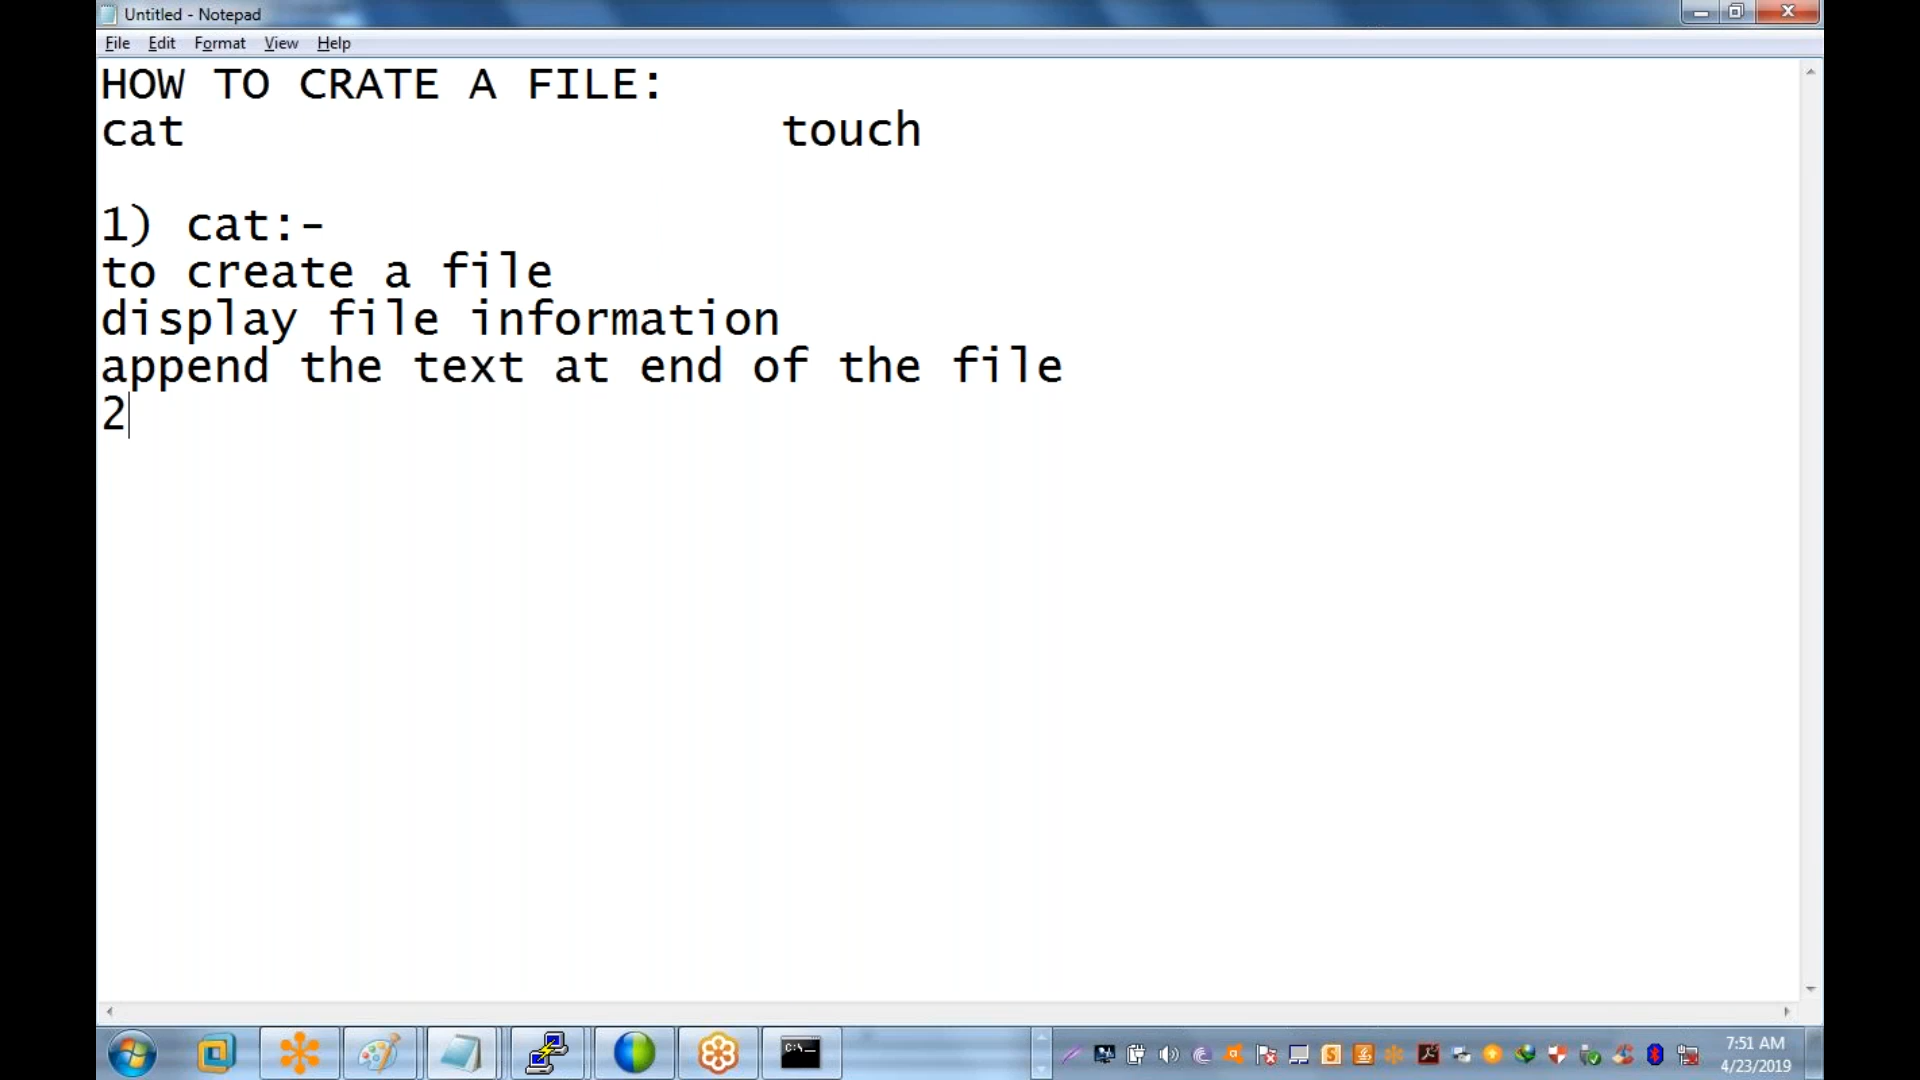 Untitled - Notepad
File Edit Format View Help
HOW TO CRATE A FILE:
cat touch
1) cat:-
to create a file
display file information
append the text at end of the file
2
C:\_
7:51 AM
4/23/2019